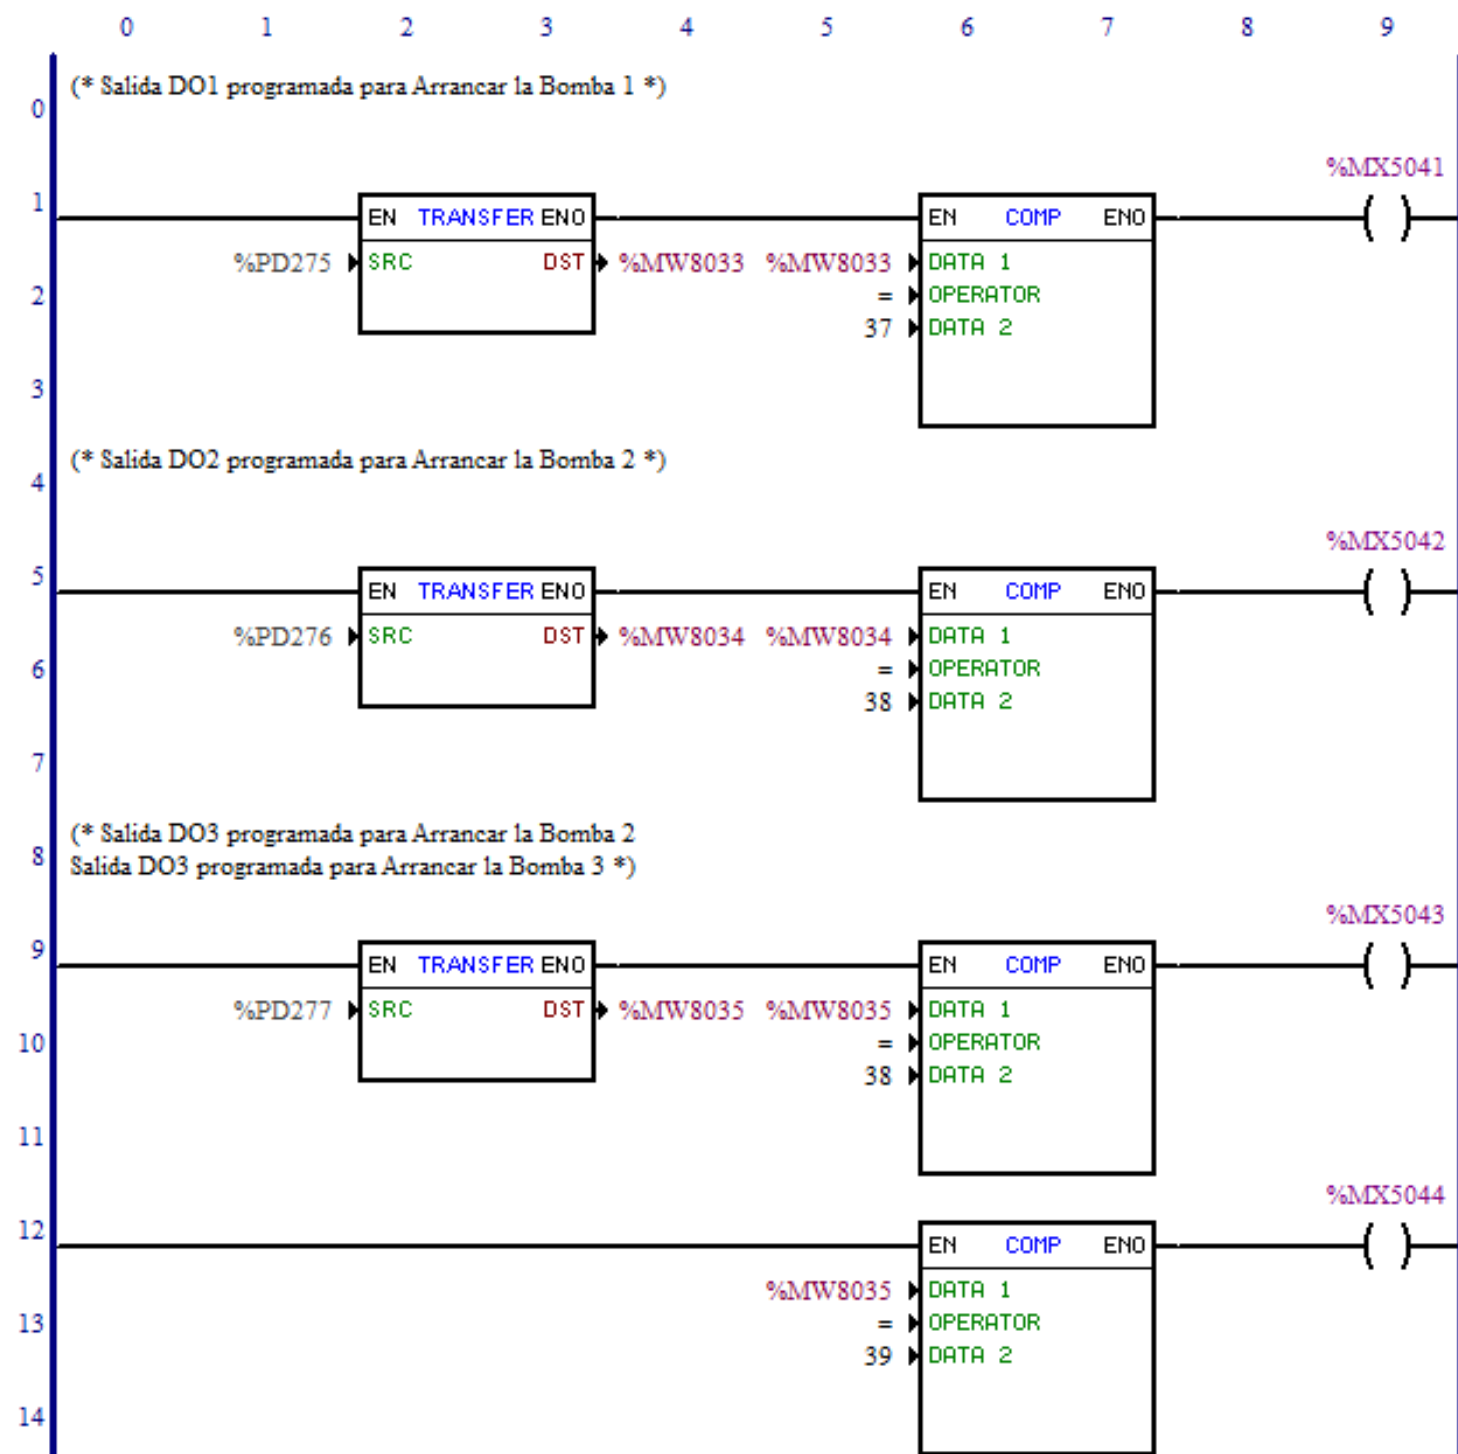 0 1 2 3 4 5 6 7 8 9
(* Salida DO1 programada para Arrancar la Bomba 1 *)
0
%MX5041
1
EN TRANSFER ENO
EN COMP ENO
( )
%PD275 SRC DST %MW8033 %MW8033 DATA 1
2
= OPERATOR
37 DATA 2
3
(* Salida DO2 programada para Arrancar la Bomba 2 *)
4
%MX5042
5
EN TRANSFER ENO
EN COMP ENO
( )
%PD276 SRC DST %MW8034 %MW8034 DATA 1
6
= OPERATOR
38 DATA 2
7
(* Salida DO3 programada para Arrancar la Bomba 2
8
Salida DO3 programada para Arrancar la Bomba 3 *)
%MX5043
9
EN TRANSFER ENO
EN COMP ENO
( )
%PD277 SRC DST %MW8035 %MW8035 DATA 1
10
= OPERATOR
38 DATA 2
11
%MX5044
12
EN COMP ENO
( )
%MW8035 DATA 1
13
= OPERATOR
39 DATA 2
14